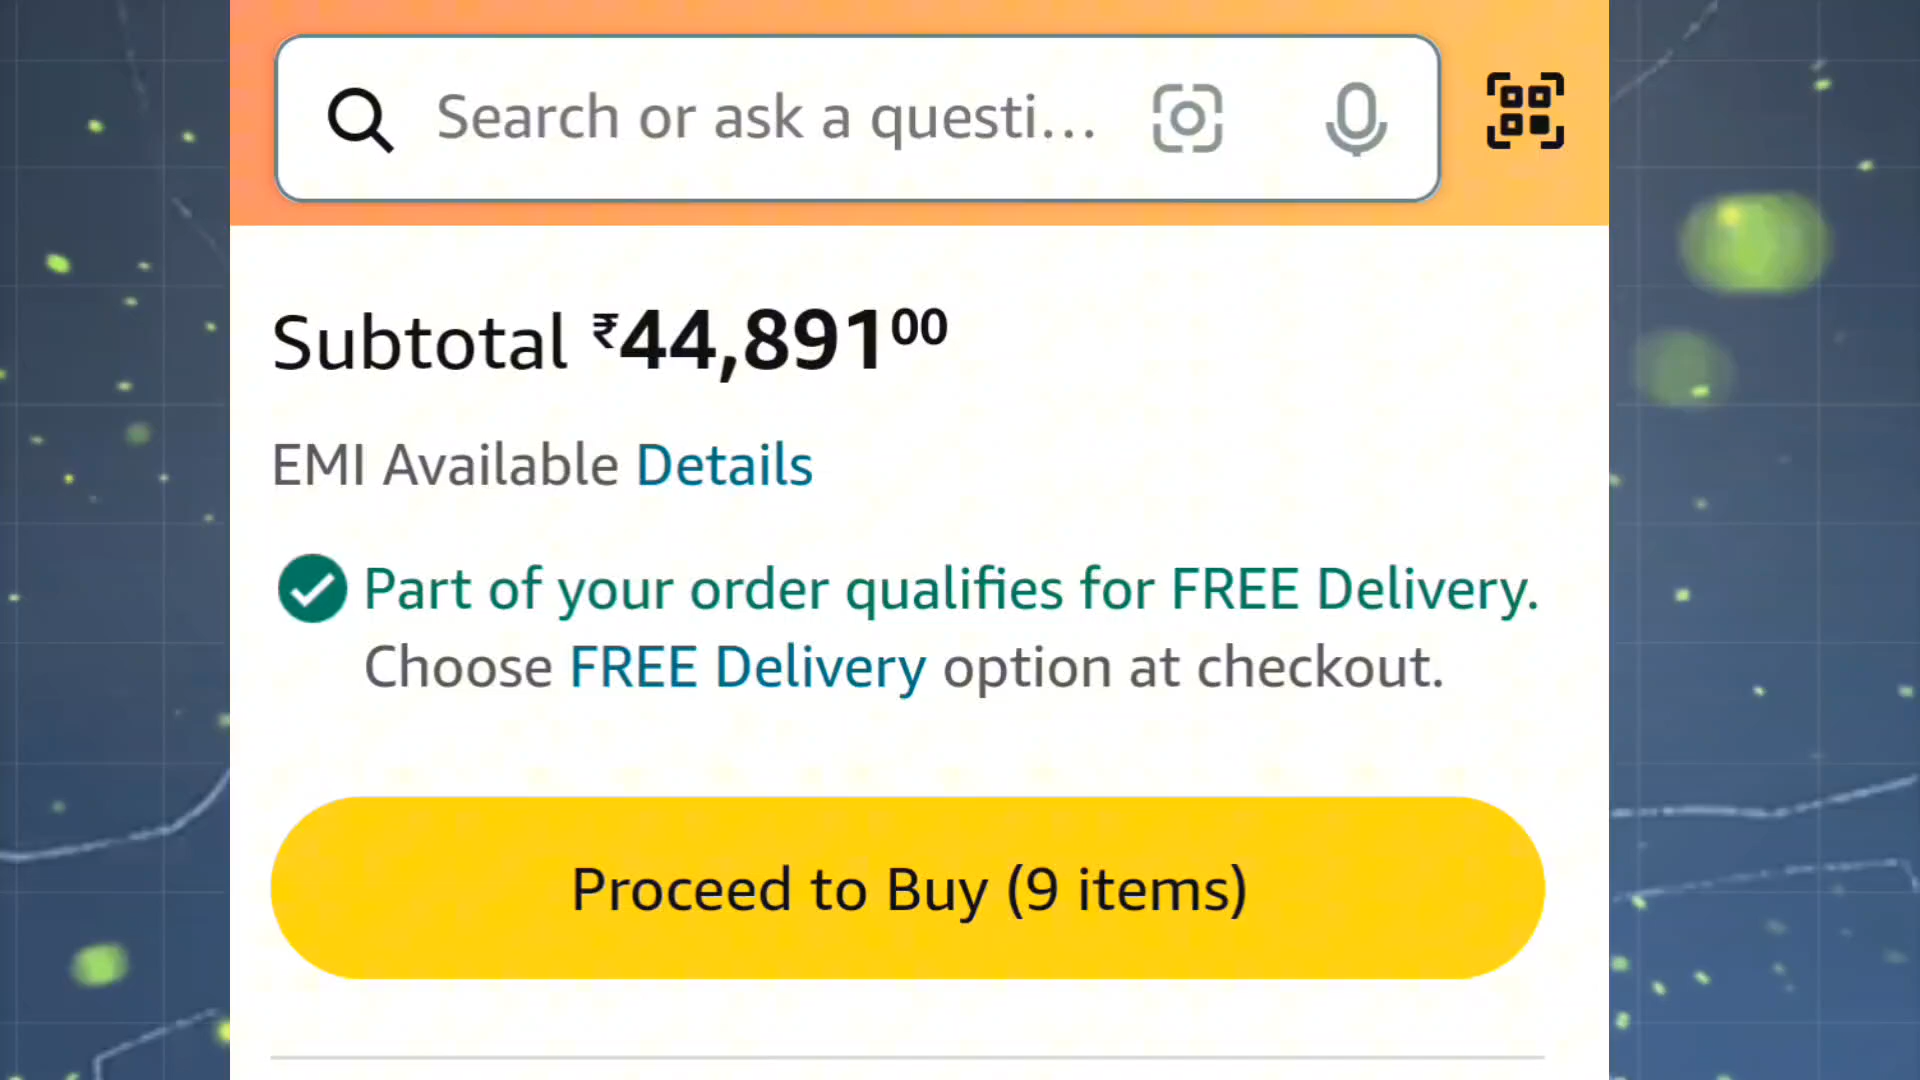 Search or ask a questi...
Subtotal ₹44,89100
EMI Available Details
Part of your order qualifies for FREE Delivery.
Choose FREE Delivery option at checkout.
Proceed to Buy (9 items)